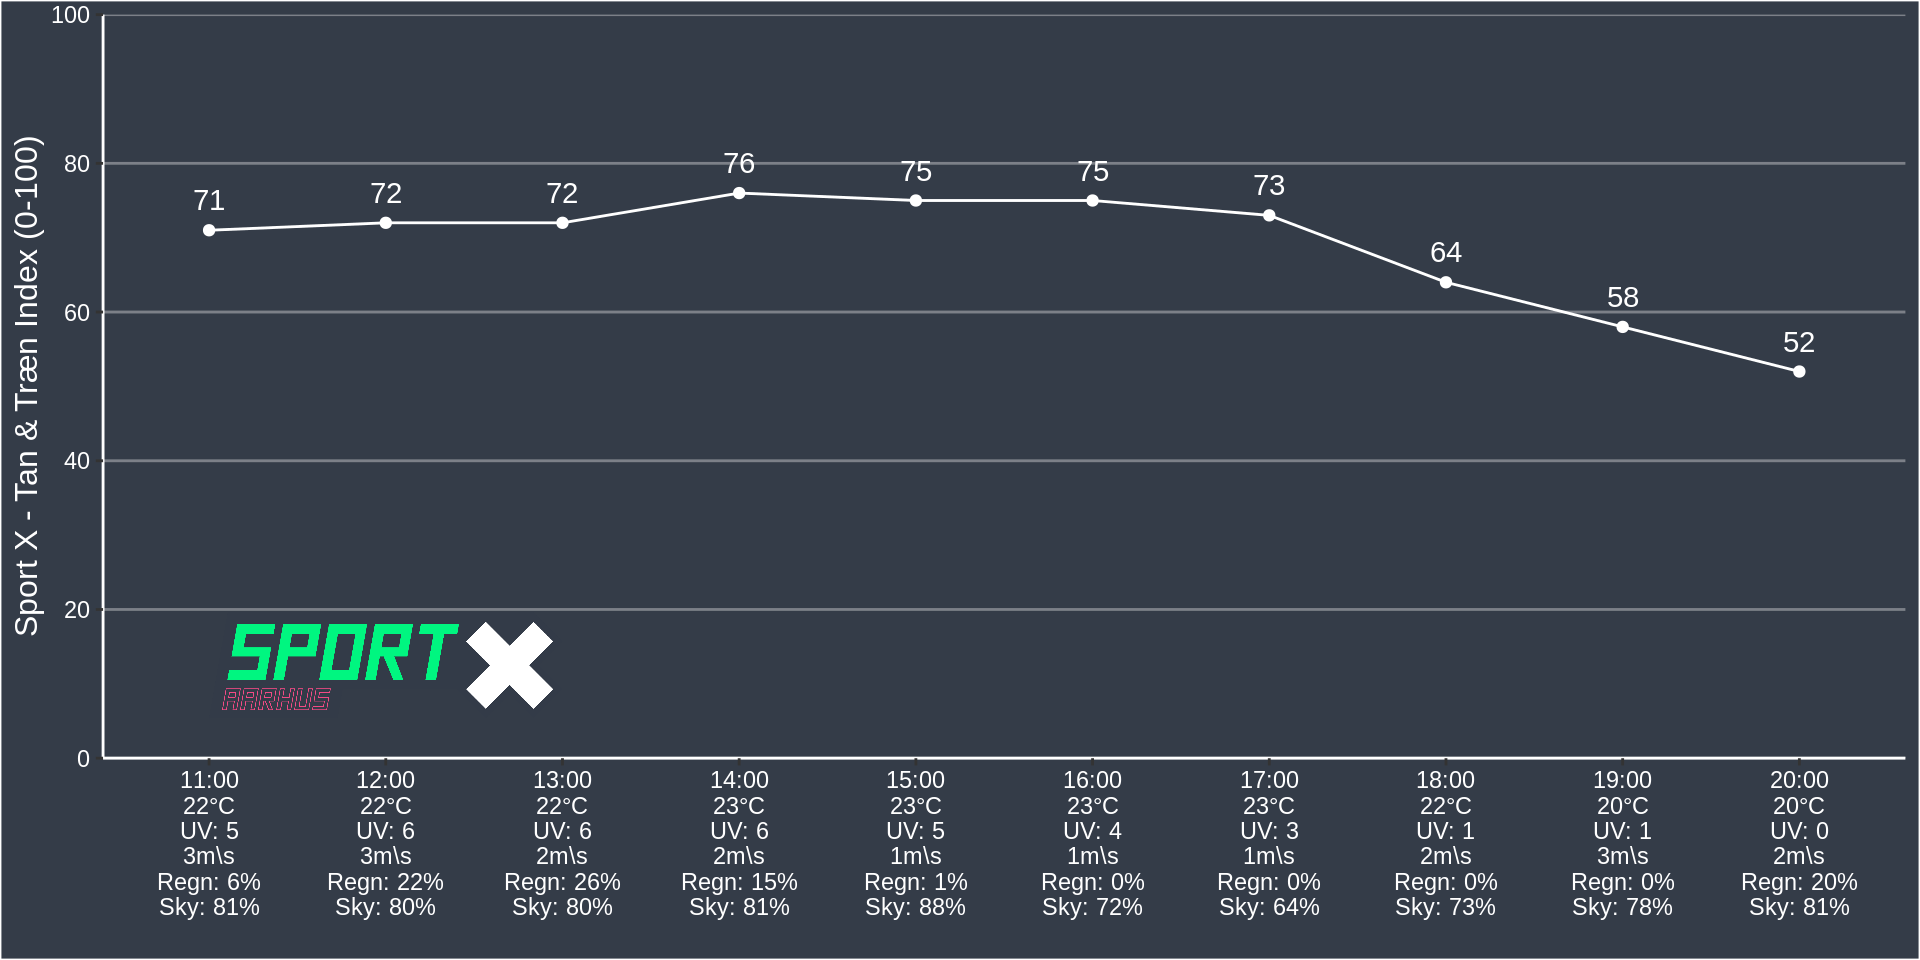 Sport X - Tan & Træn Index (0-100)
100
80
60
40
20
0
71
72
72
76
75
75
73
64
58
52
SPORT X
AARHUS
11:00 12:00 13:00 14:00 15:00 16:00 17:00 18:00 19:00 20:00
22°C 22°C 22°C 23°C 23°C 23°C 23°C 22°C 20°C 20°C
UV: 5 UV: 6 UV: 6 UV: 6 UV: 5 UV: 4 UV: 3 UV: 1 UV: 1 UV: 0
3m\s 3m\s 2m\s 2m\s 1m\s 1m\s 1m\s 2m\s 3m\s 2m\s
Regn: 6% Regn: 22% Regn: 26% Regn: 15% Regn: 1% Regn: 0% Regn: 0% Regn: 0% Regn: 0% Regn: 20%
Sky: 81% Sky: 80% Sky: 80% Sky: 81% Sky: 88% Sky: 72% Sky: 64% Sky: 73% Sky: 78% Sky: 81%